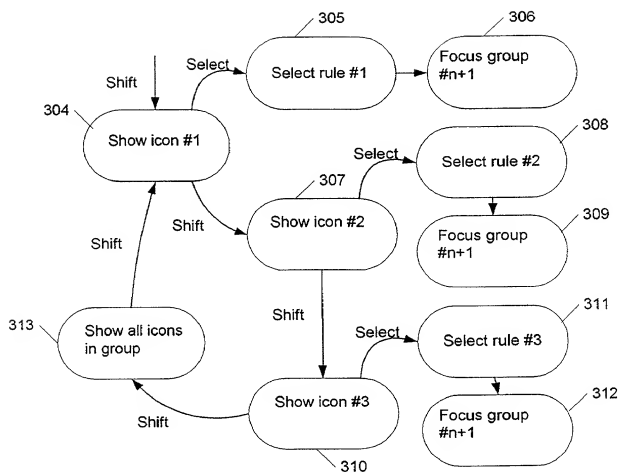 305
306
Select
Select rule #1
Focus group
#n+1
Shift
304
Show icon #1
308
Select
Select rule #2
307
Shift
Show icon #2
309
Focus group
#n+1
Shift
311
Shift
313
Show all icons
in group
Select
Select rule #3
Show icon #3
312
Focus group
#n+1
Shift
310